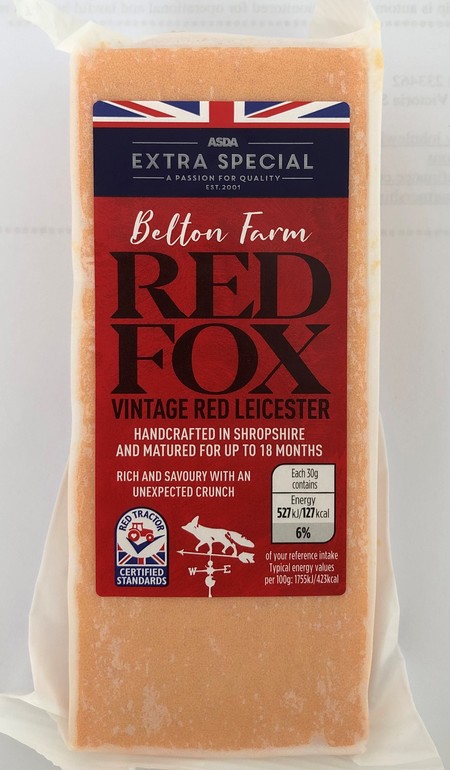 ASDA
EXTRA SPECIAL
A PASSION FOR QUALITY
EST. 2001
Belton Farm
RED
FOX
VINTAGE RED LEICESTER
HANDCRAFTED IN SHROPSHIRE
AND MATURED FOR UP TO 18 MONTHS
RICH AND SAVOURY WITH AN
UNEXPECTED CRUNCH
Each 30g
contains
Energy
527kJ/127kcal
6%
of your reference intake
Typical energy values
per 100g: 1755kJ/423kcal
RED TRACTOR
CERTIFIED
STANDARDS
W E